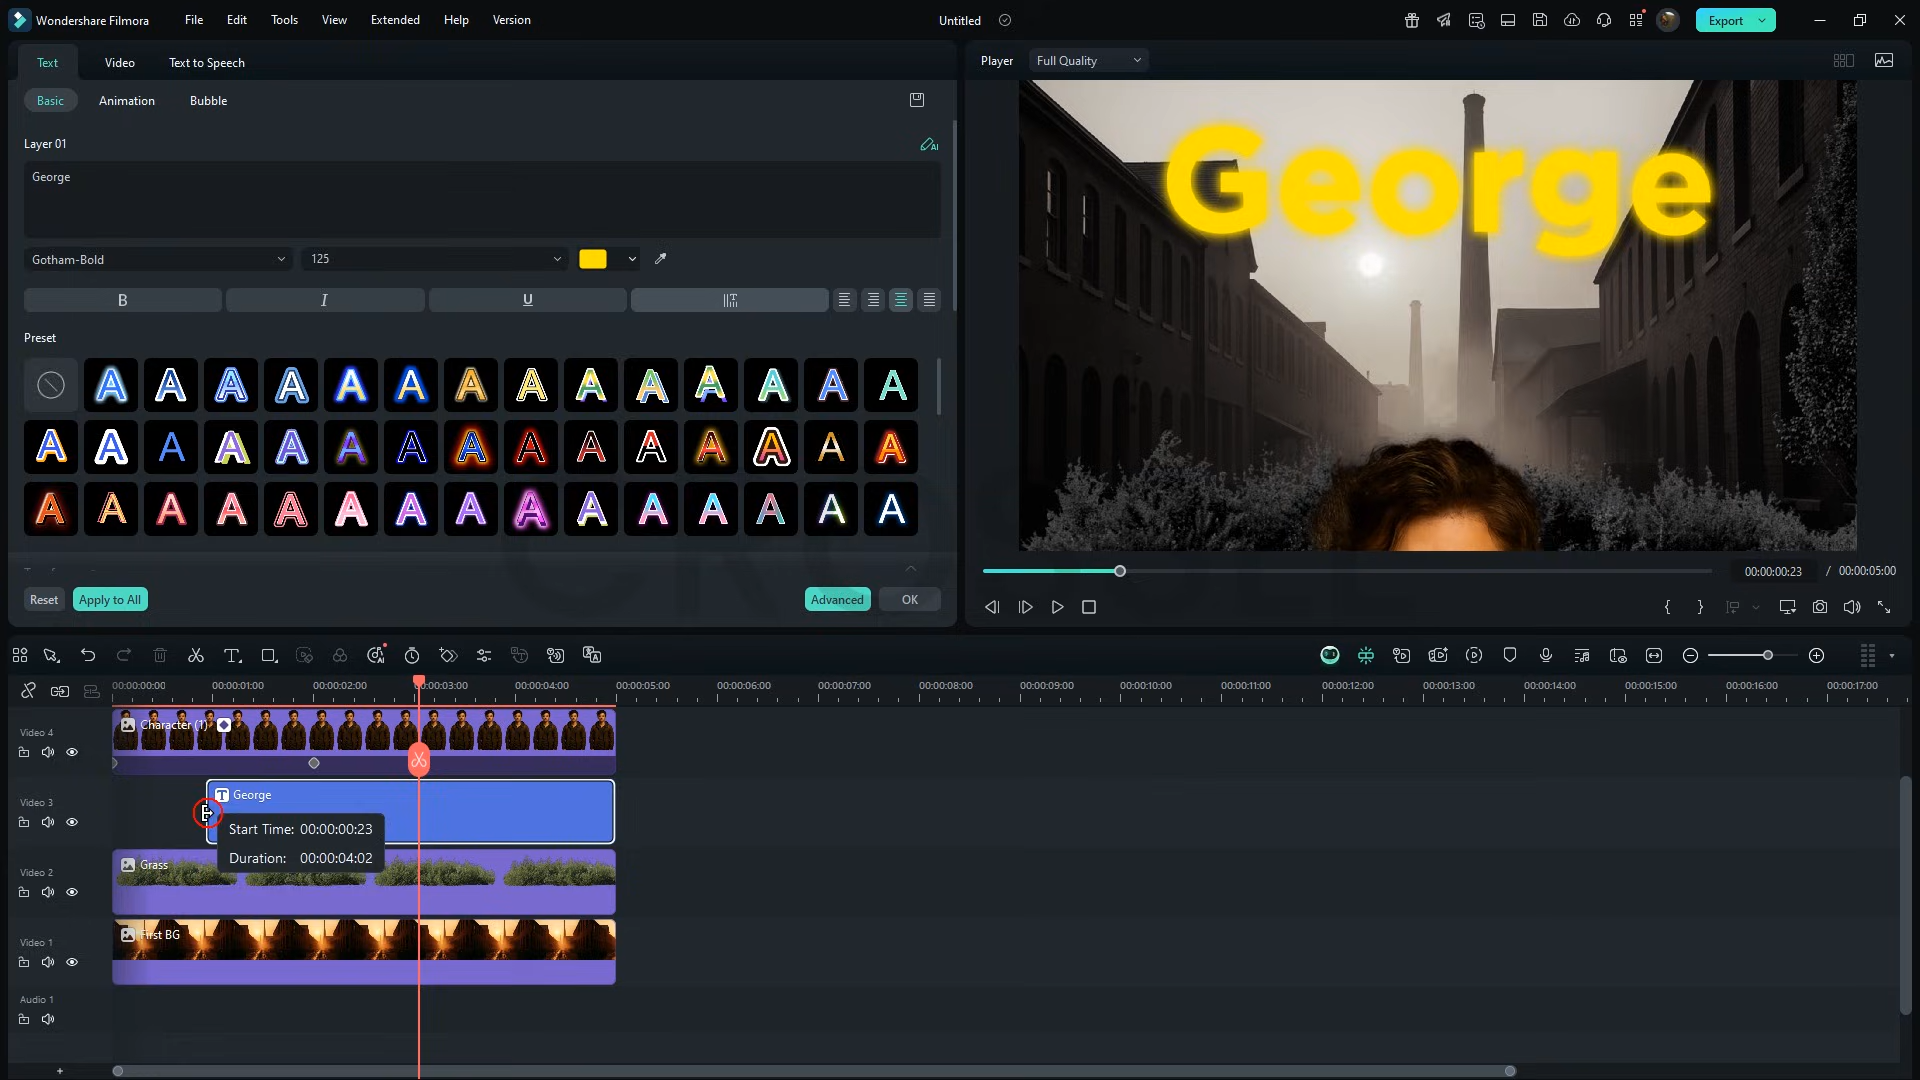 Wondershare Filmora
File
Edit
Tools
View
Extended
Help
Version
Untitled
Export
Text
Video
Text to Speech
Player
Full Quality
Basic
Animation
Bubble
Layer 01
AI
George
Gotham-Bold
125
B
I
U
Preset
Reset
Apply to All
Advanced
OK
George
00:00:00:23 / 00:00:05:00
00:00:00:00
00:00:01:00
00:00:02:00
00:00:03:00
00:00:04:00
00:00:05:00
00:00:06:00
00:00:07:00
00:00:08:00
00:00:09:00
00:00:10:00
00:00:11:00
00:00:12:00
00:00:13:00
00:00:14:00
00:00:15:00
00:00:16:00
00:00:17:00
Video 4
Character (1)
Video 3
George
Start Time: 00:00:00:23
Duration: 00:00:04:02
Video 2
Grass
Video 1
First BG
Audio 1